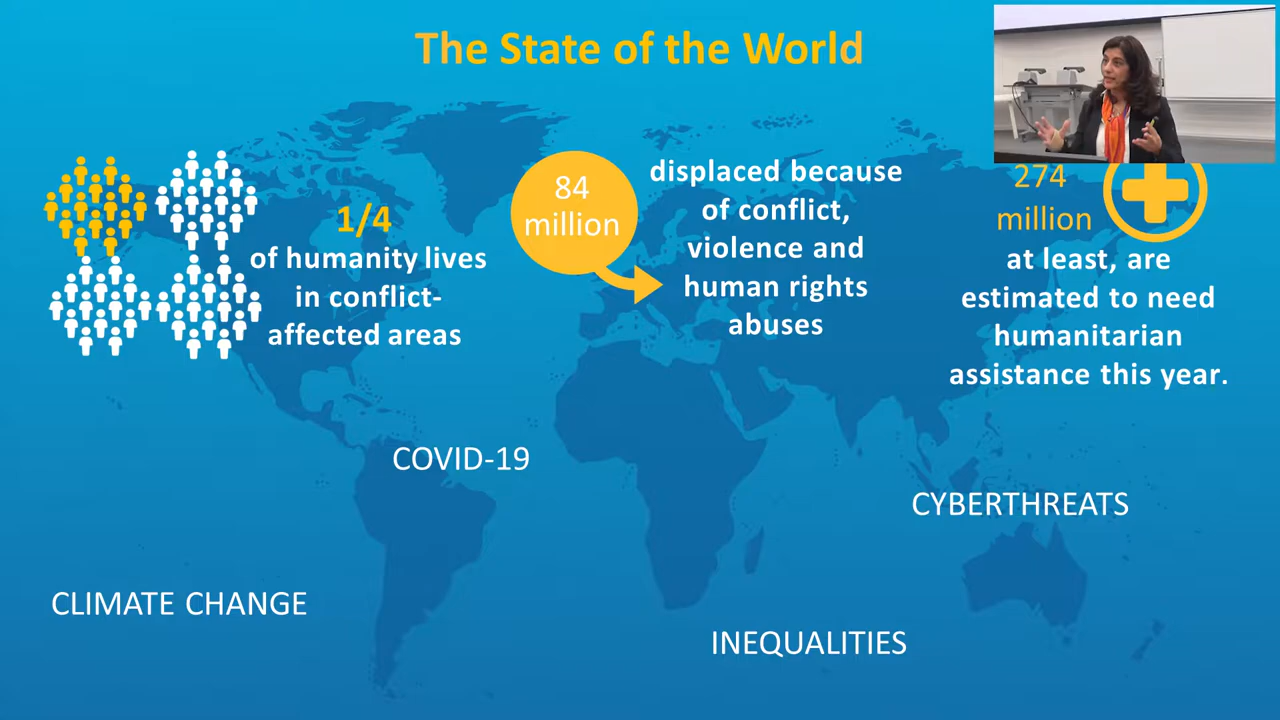 The State of the World
1/4
of humanity lives
in conflict-
affected areas
84
million
displaced because
of conflict,
violence and
human rights
abuses
274
million
at least, are
estimated to need
humanitarian
assistance this year.
COVID-19
CYBERTHREATS
CLIMATE CHANGE
INEQUALITIES